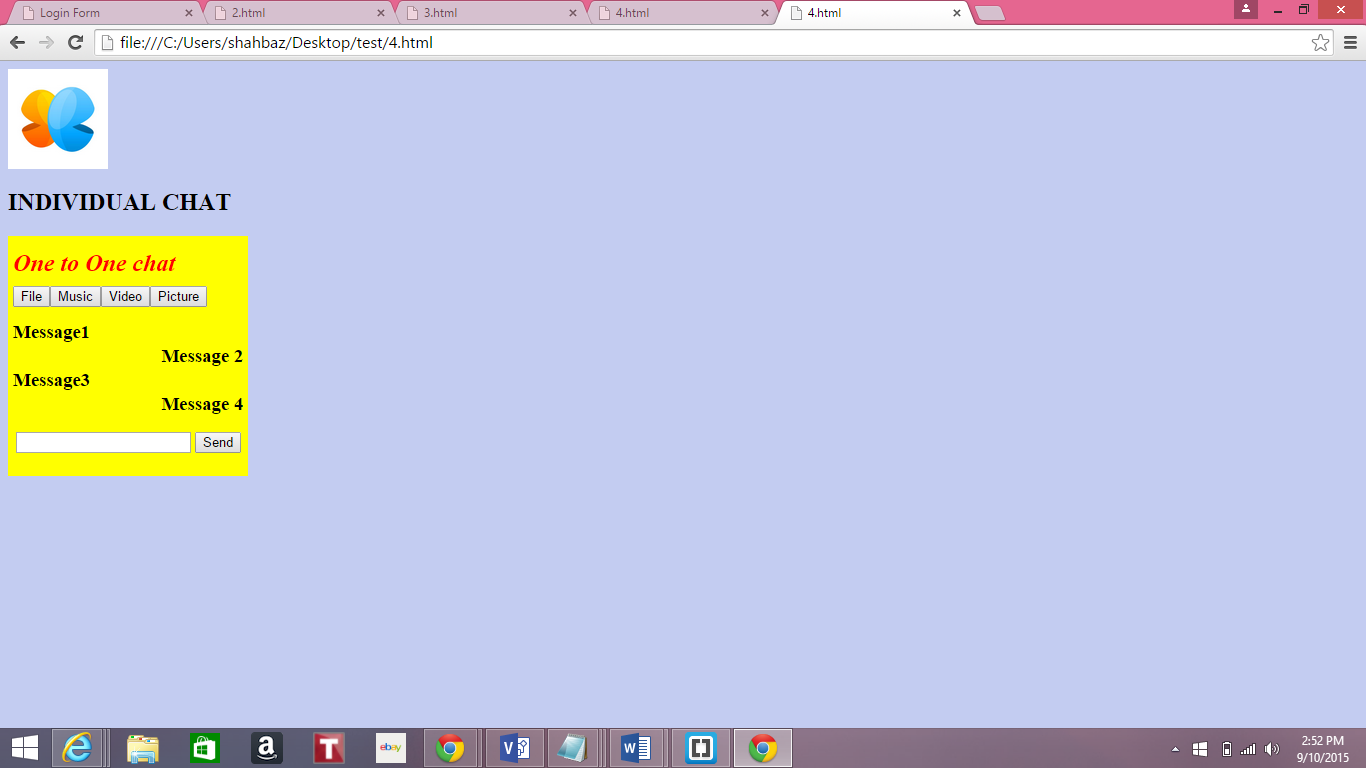 Login Form
2.html
3.html
4.html
4.html
file:///C:/Users/shahbaz/Desktop/test/4.html
INDIVIDUAL CHAT
One to One chat
File Music Video Picture
Message1
Message 2
Message3
Message 4
Send
a T ebay V W
2:52 PM
9/10/2015